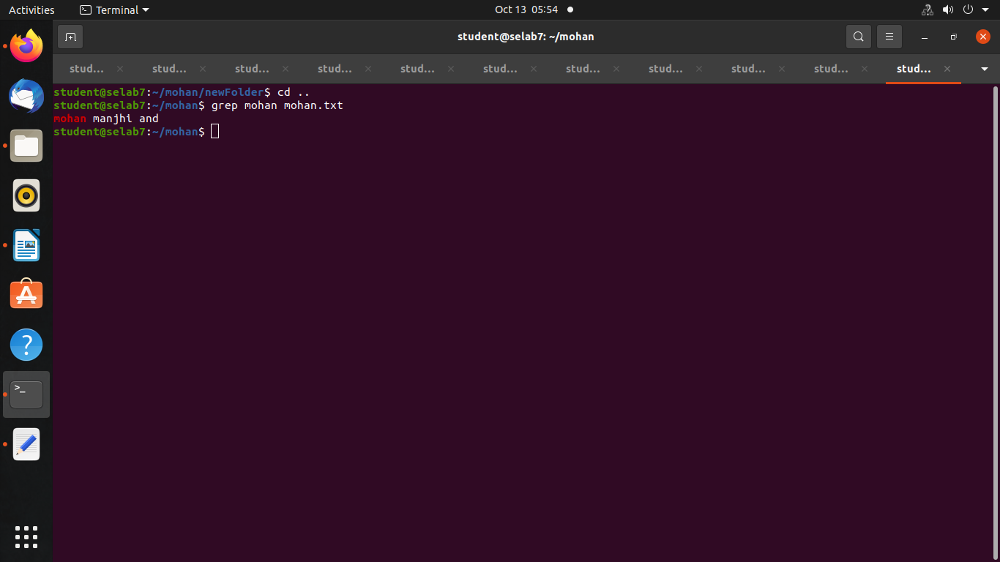 Activities Terminal Oct 13 05:54
student@selab7: ~/mohan
stud... stud... stud... stud... stud... stud... stud... stud... stud... stud... stud...
student@selab7:~/mohan/newFolder$ cd ..
student@selab7:~/mohan$ grep mohan mohan.txt
mohan manjhi and
student@selab7:~/mohan$